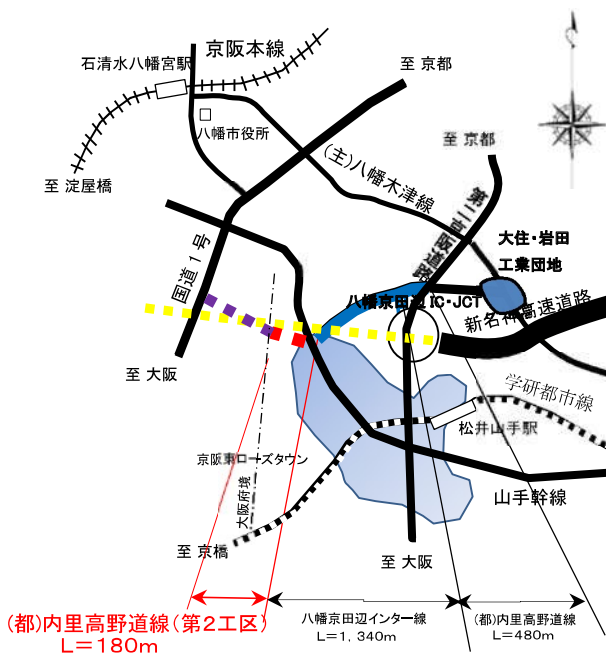 京阪本線
石清水八幡宮駅
至 京都
八幡市役所
至 京都
至 淀屋橋
(主)八幡木津線
第二京阪道路
大住・岩田
工業団地
国道1号
八幡京田辺IC・JCT
新名神高速道路
至 大阪
学研都市線
松井山手駅
京阪東ローズタウン
大阪府境
山手幹線
至 京橋
至 大阪
(都)内里高野道線(第2工区)
L=180m
八幡京田辺インター線
L=1,340m
(都)内里高野道線
L=480m